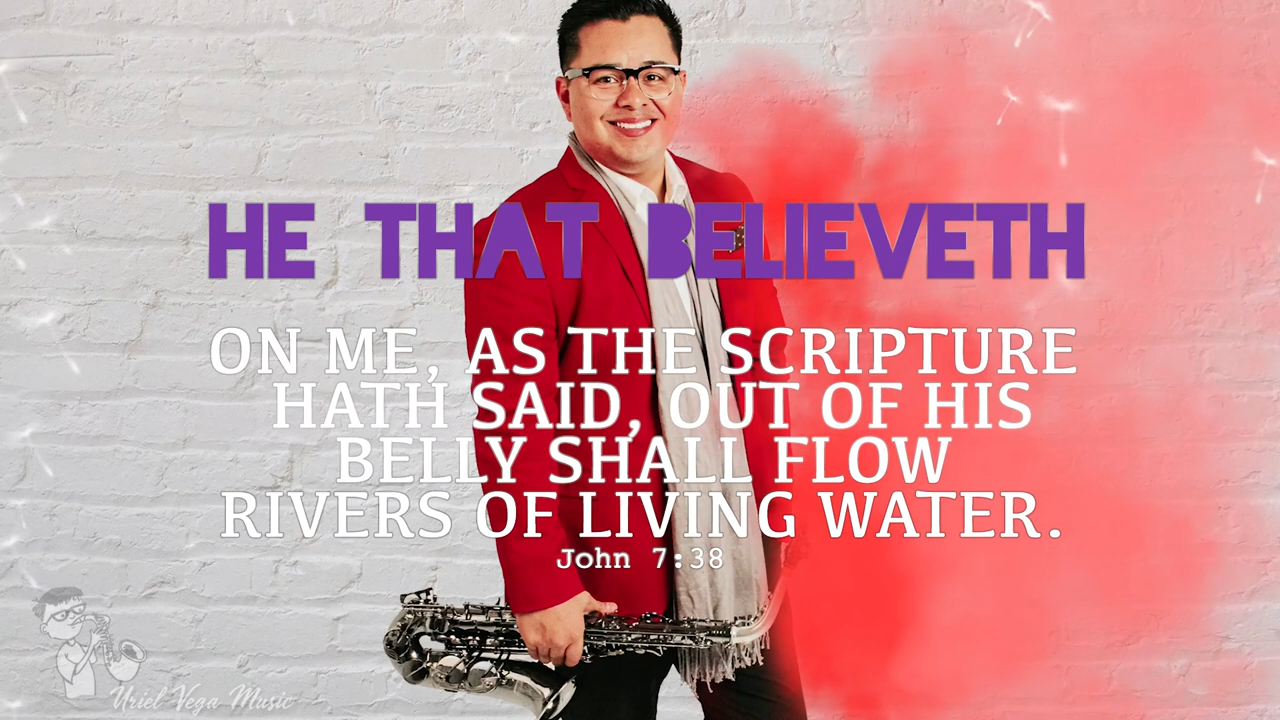 HE THAT BELIEVETH
ON ME, AS THE SCRIPTURE
HATH SAID, OUT OF HIS
BELLY SHALL FLOW
RIVERS OF LIVING WATER.
John 7:38
Uriel Vega Music